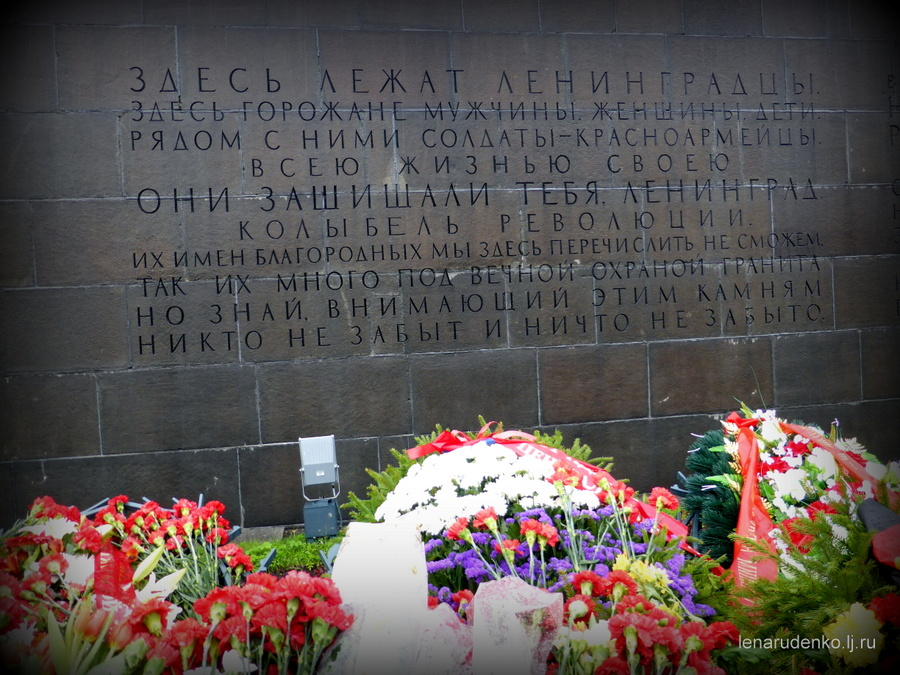 ЗДЕСЬ ЛЕЖАТ ЛЕНИНГРАДЦЫ.
ЗДЕСЬ ГОРОЖАНЕ МУЖЧИНЫ, ЖЕНЩИНЫ, ДЕТИ.
РЯДОМ С НИМИ СОЛДАТЫ-КРАСНОАРМЕЙЦЫ.
ВСЕЮ ЖИЗНЬЮ СВОЕЮ
ОНИ ЗАЩИЩАЛИ ТЕБЯ, ЛЕНИНГРАД,
КОЛЫБЕЛЬ РЕВОЛЮЦИИ.
ИХ ИМЕН БЛАГОРОДНЫХ МЫ ЗДЕСЬ ПЕРЕЧИСЛИТЬ НЕ СМОЖЕМ,
ТАК ИХ МНОГО ПОД ВЕЧНОЙ ОХРАНОЙ ГРАНИТА
НО ЗНАЙ, ВНИМАЮЩИЙ ЭТИМ КАМНЯМ
НИКТО НЕ ЗАБЫТ И НИЧТО НЕ ЗАБЫТО.
lenarudenko.lj.ru